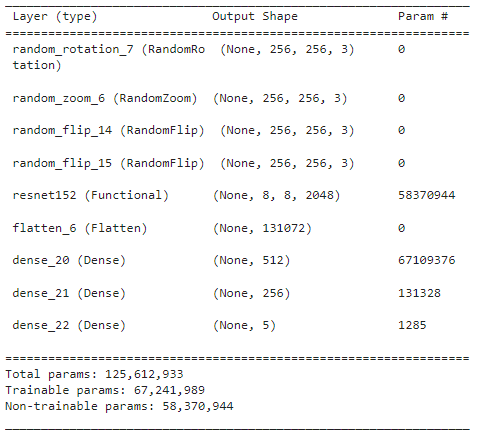 Layer (type) Output Shape Param #
random_rotation_7 (RandomRo (None, 256, 256, 3) 0
tation)
random_zoom_6 (RandomZoom) (None, 256, 256, 3) 0
random_flip_14 (RandomFlip) (None, 256, 256, 3) 0
random_flip_15 (RandomFlip) (None, 256, 256, 3) 0
resnet152 (Functional) (None, 8, 8, 2048) 58370944
flatten_6 (Flatten) (None, 131072) 0
dense_20 (Dense) (None, 512) 67109376
dense_21 (Dense) (None, 256) 131328
dense_22 (Dense) (None, 5) 1285
Total params: 125,612,933
Trainable params: 67,241,989
Non-trainable params: 58,370,944